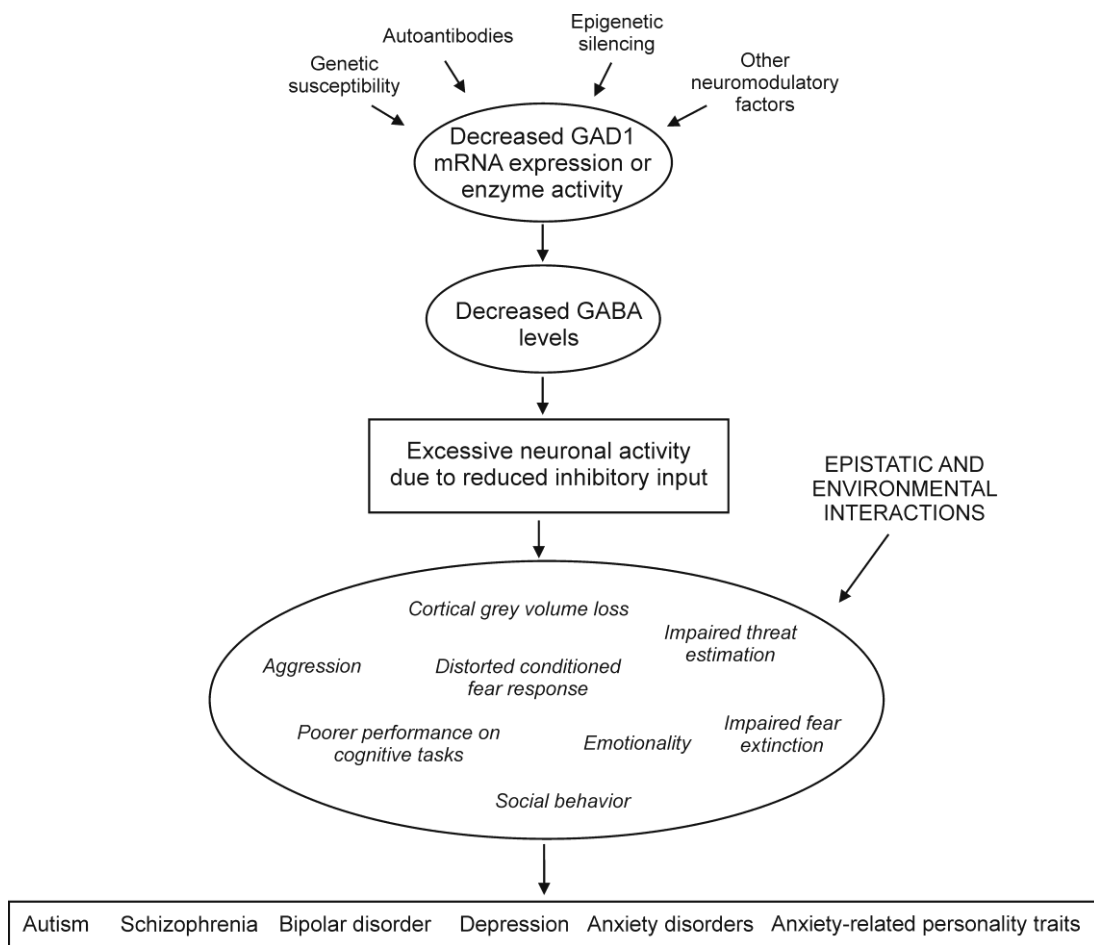 Genetic
susceptibility
Autoantibodies
Epigenetic
silencing
Other
neuromodulatory
factors
Decreased GAD1
mRNA expression or
enzyme activity
Decreased GABA
levels
Excessive neuronal activity
due to reduced inhibitory input
EPISTATIC AND
ENVIRONMENTAL
INTERACTIONS
Cortical grey volume loss
Impaired threat
estimation
Aggression
Distorted conditioned
fear response
Poorer performance on
cognitive tasks
Emotionality
Impaired fear
extinction
Social behavior
Autism Schizophrenia Bipolar disorder Depression Anxiety disorders Anxiety-related personality traits